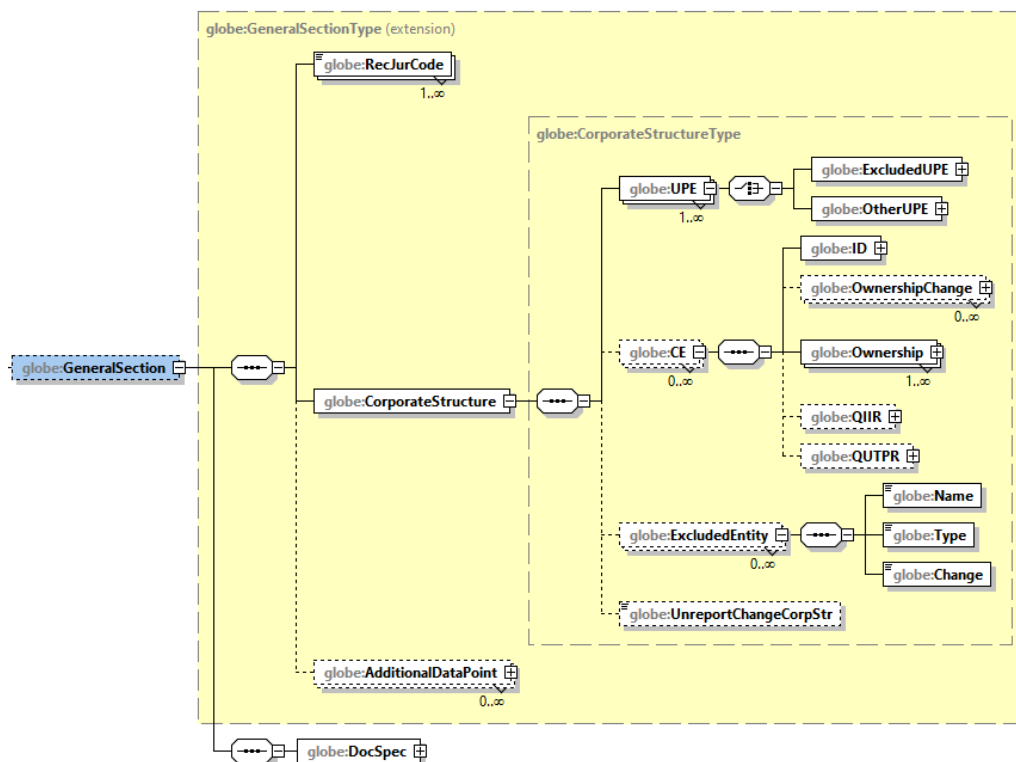 globe:GeneralSectionType (extension)
globe:RecJurCode
1..∞
globe:CorporateStructureType
globe:UPE
1..∞
globe:ExcludedUPE
globe:OtherUPE
globe:ID
globe:OwnershipChange
0..∞
globe:CE
0..∞
globe:Ownership
1..∞
globe:GeneralSection
globe:CorporateStructure
globe:QIIR
globe:QUTPR
globe:Name
globe:ExcludedEntity
0..∞
globe:Type
globe:Change
globe:UnreportChangeCorpStr
globe:AdditionalDataPoint
0..∞
globe:DocSpec